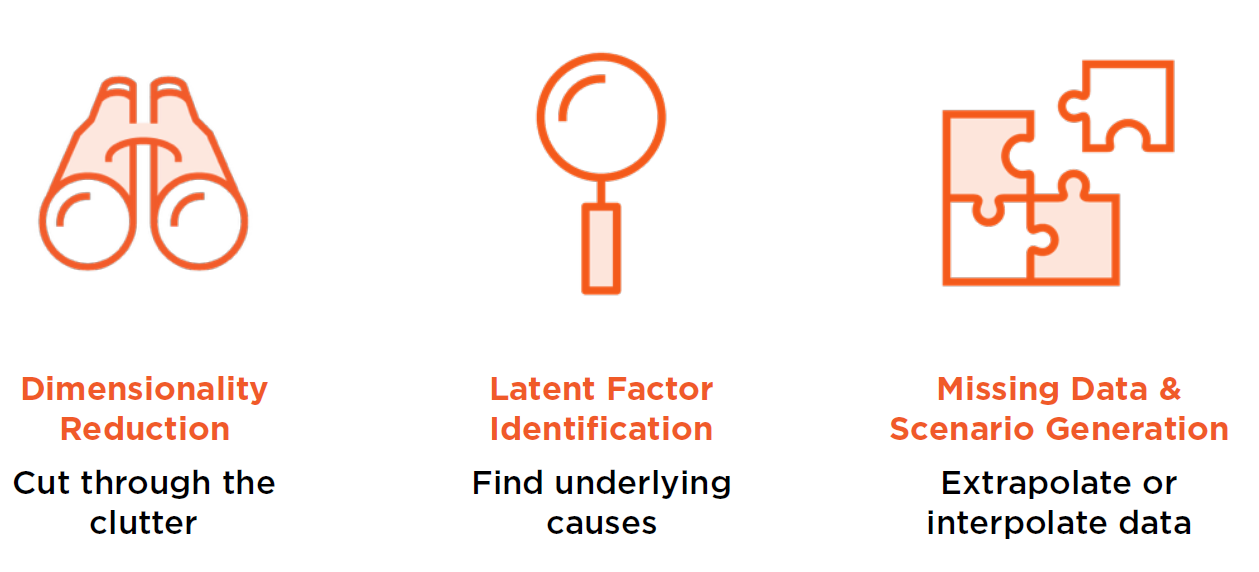 Dimensionality
Reduction
Cut through the
clutter
Latent Factor
Identification
Find underlying
causes
Missing Data &
Scenario Generation
Extrapolate or
interpolate data